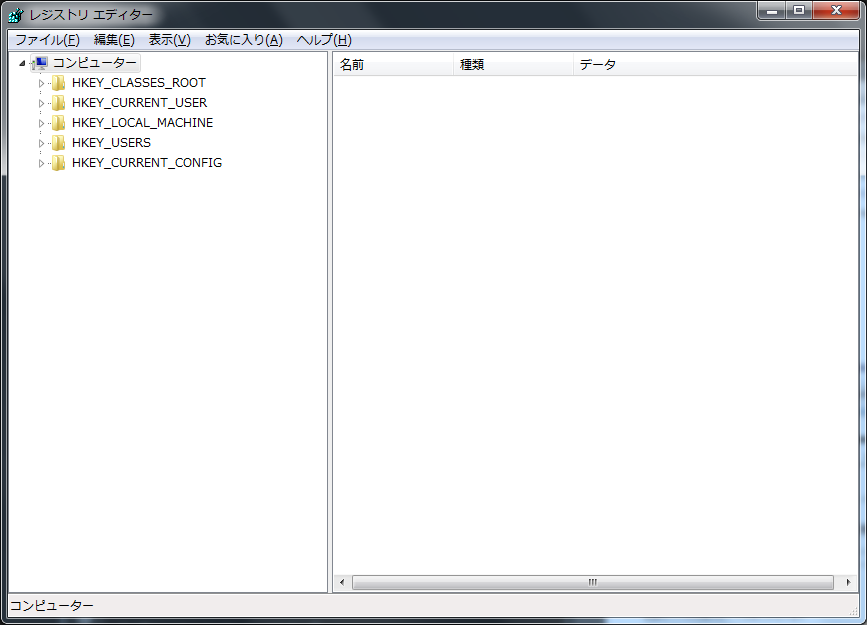 レジストリ エディター
ファイル(F) 編集(E) 表示(V) お気に入り(A) ヘルプ(H)
コンピューター
HKEY_CLASSES_ROOT
HKEY_CURRENT_USER
HKEY_LOCAL_MACHINE
HKEY_USERS
HKEY_CURRENT_CONFIG
名前 種類 データ
コンピューター